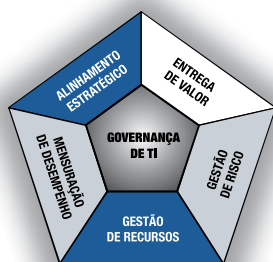 ALINHAMENTO
ESTRATÉGICO
ENTREGA
DE VALOR
MENSURAÇÃO
DE DESEMPENHO
GOVERNANÇA
DE TI
GESTÃO
DE RISCO
GESTÃO
DE RECURSOS